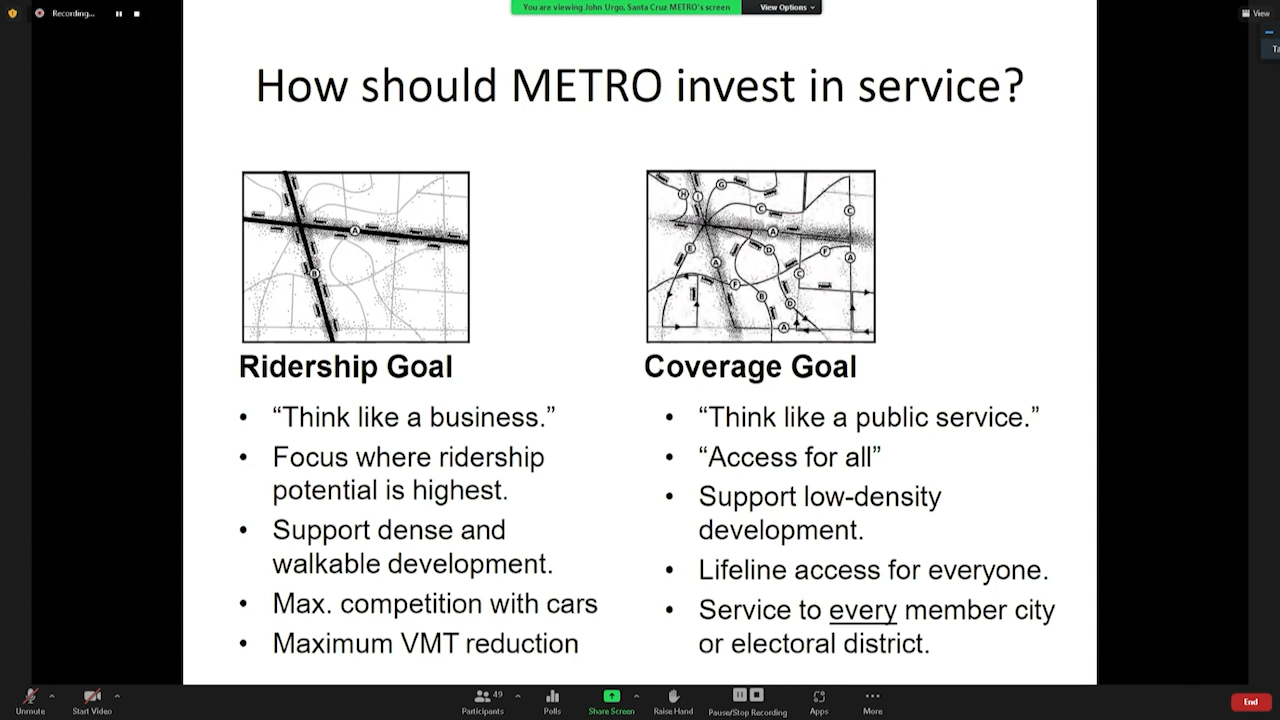 Recording...
You are viewing John Urgo, Santa Cruz METRO's screen
View Options
View
Ta
How should METRO invest in service?
A
B
H
I
G
C
C
A
E
D
F
A
A
C
F
B
D
A
Ridership Goal
• “Think like a business.”
• Focus where ridership
potential is highest.
• Support dense and
walkable development.
• Max. competition with cars
• Maximum VMT reduction
Coverage Goal
• “Think like a public service.”
• “Access for all”
• Support low-density
development.
• Lifeline access for everyone.
• Service to every member city
or electoral district.
Unmute
Start Video
49
Participants
Polls
Share Screen
Raise Hand
Pause/Stop Recording
Apps
More
End